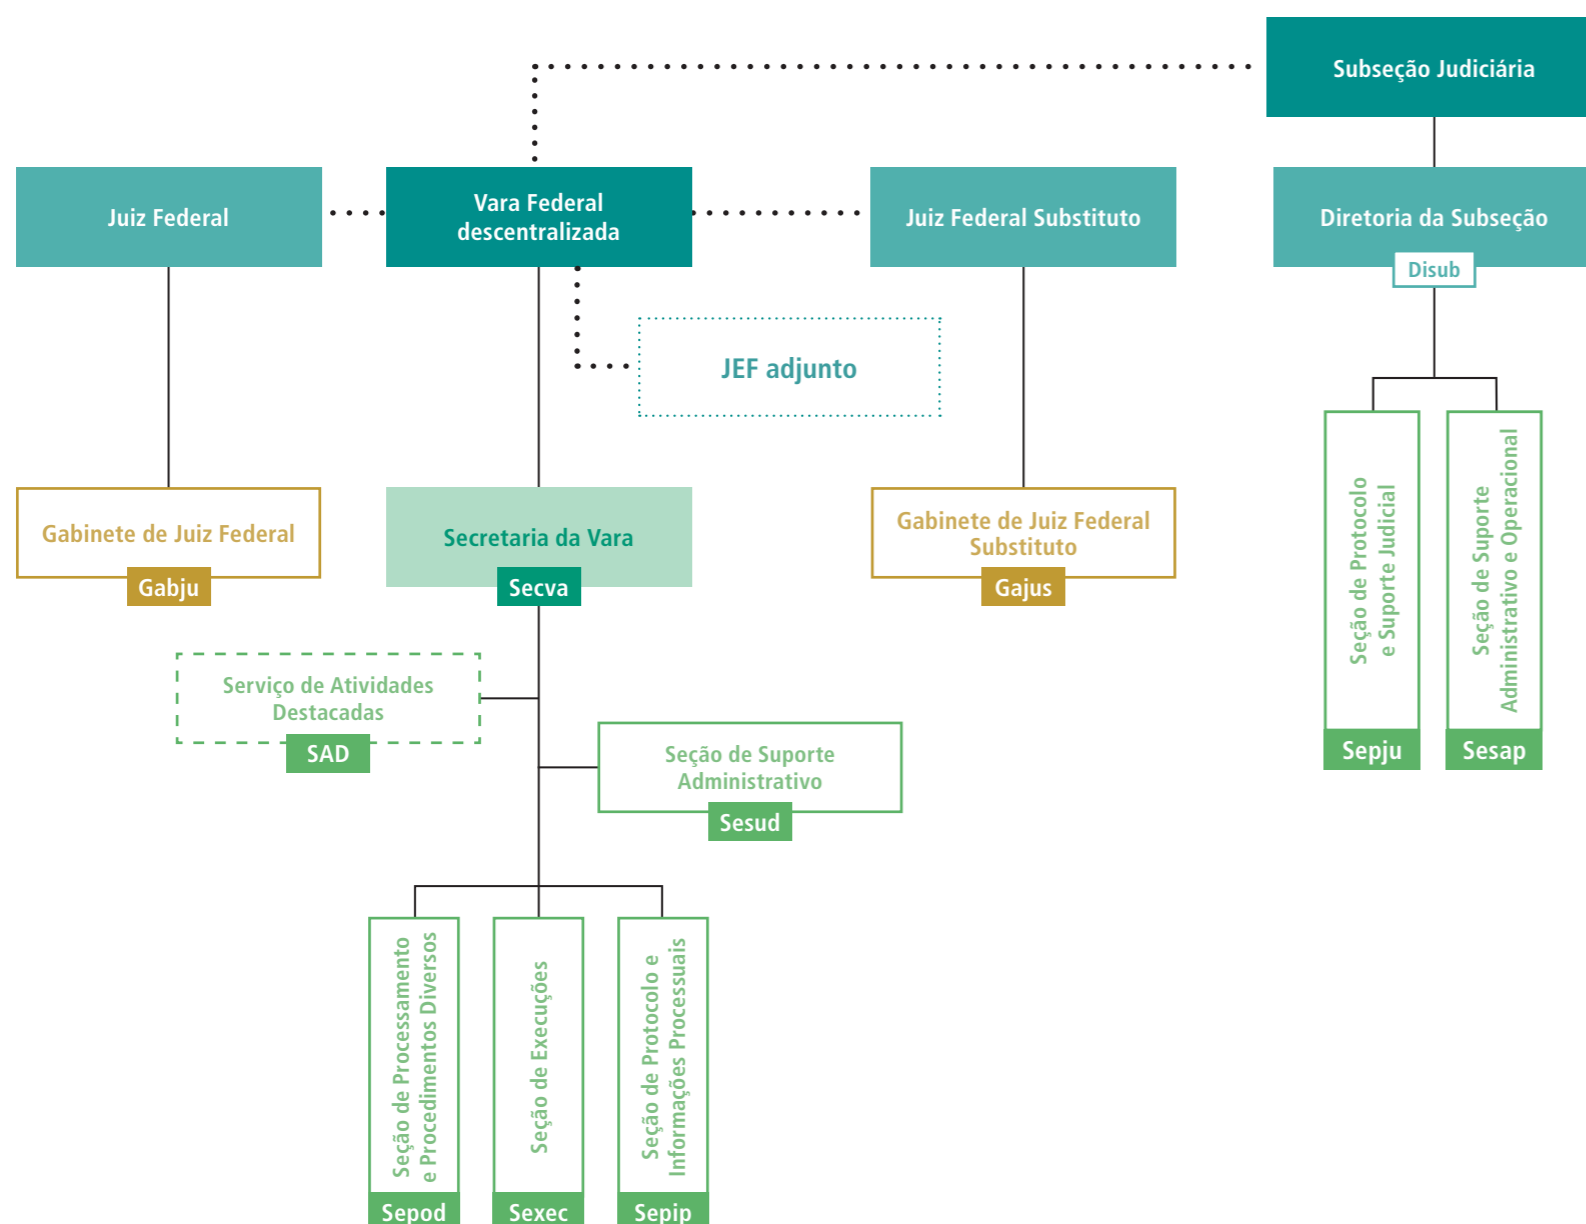 Subseção Judiciária
Juiz Federal
Vara Federal
descentralizada
Juiz Federal Substituto
Diretoria da Subseção
Disub
JEF adjunto
Gabinete de Juiz Federal
Gabju
Secretaria da Vara
Secva
Gabinete de Juiz Federal
Substituto
Gajus
Seção de Protocolo
e Suporte Judicial
Sepju
Seção de Suporte
Administrativo e Operacional
Sesap
Serviço de Atividades
Destacadas
SAD
Seção de Suporte
Administrativo
Sesud
Seção de Processamento
e Procedimentos Diversos
Sepod
Seção de Execuções
Sexec
Seção de Protocolo e
Informações Processuais
Sepip